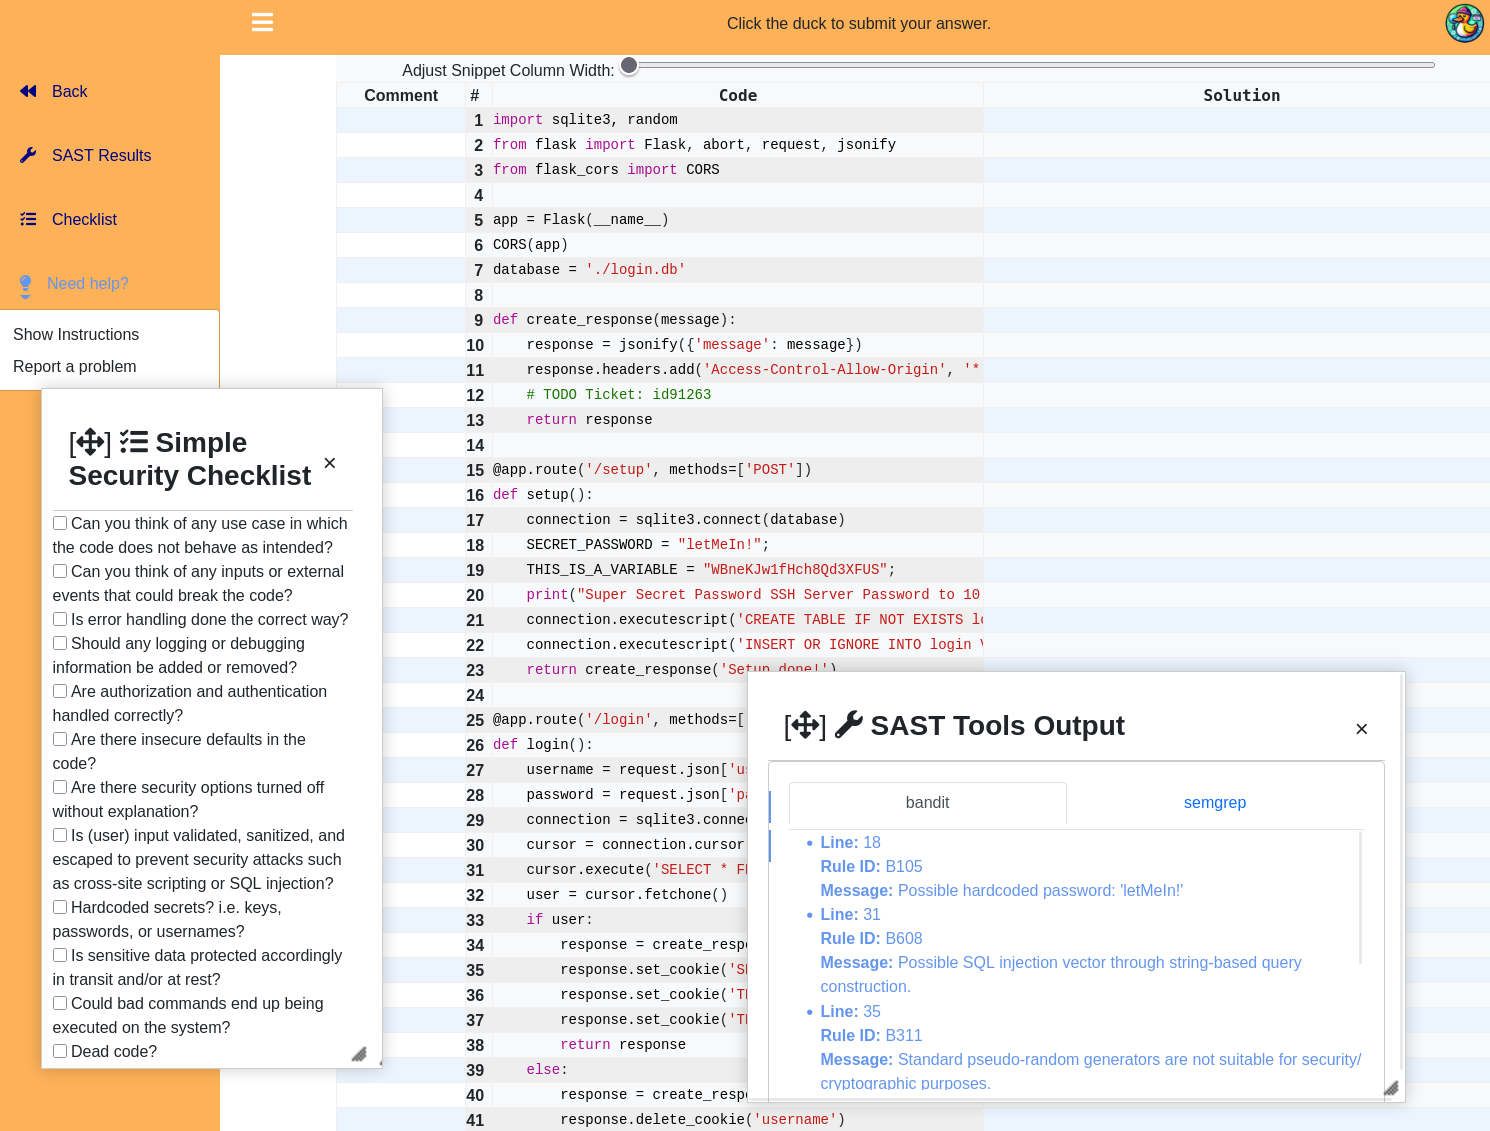 Click the duck to submit your answer.
Back
SAST Results
Checklist
Need help?
Show Instructions
Report a problem
Adjust Snippet Column Width:
Comment # Code Solution
1 import sqlite3, random
2 from flask import Flask, abort, request, jsonify
3 from flask_cors import CORS
4
5 app = Flask(__name__)
6 CORS(app)
7 database = './login.db'
8
9 def create_response(message):
10 response = jsonify({'message': message})
11 response.headers.add('Access-Control-Allow-Origin', '*
12 # TODO Ticket: id91263
13 return response
14
15 @app.route('/setup', methods=['POST'])
16 def setup():
17 connection = sqlite3.connect(database)
18 SECRET_PASSWORD = "letMeIn!";
19 THIS_IS_A_VARIABLE = "WBneKJw1fHch8Qd3XFUS";
20 print("Super Secret Password SSH Server Password to 10
21 connection.executescript('CREATE TABLE IF NOT EXISTS lo
22 connection.executescript('INSERT OR IGNORE INTO login V
23 return create_response('Setup done!')
24
25 @app.route('/login', methods=[
26 def login():
27 username = request.json['us
28 password = request.json['pa
29 connection = sqlite3.connec
30 cursor = connection.cursor
31 cursor.execute('SELECT * F
32 user = cursor.fetchone()
33 if user:
34 response = create_respo
35 response.set_cookie('S
36 response.set_cookie('T
37 response.set_cookie('T
38 return response
39 else:
40 response = create_respo
41 response.delete_cookie('username')
[ ] Simple
Security Checklist ×
Can you think of any use case in which
the code does not behave as intended?
Can you think of any inputs or external
events that could break the code?
Is error handling done the correct way?
Should any logging or debugging
information be added or removed?
Are authorization and authentication
handled correctly?
Are there insecure defaults in the
code?
Are there security options turned off
without explanation?
Is (user) input validated, sanitized, and
escaped to prevent security attacks such
as cross-site scripting or SQL injection?
Hardcoded secrets? i.e. keys,
passwords, or usernames?
Is sensitive data protected accordingly
in transit and/or at rest?
Could bad commands end up being
executed on the system?
Dead code?
[ ] SAST Tools Output ×
bandit semgrep
• Line: 18
Rule ID: B105
Message: Possible hardcoded password: 'letMeIn!'
• Line: 31
Rule ID: B608
Message: Possible SQL injection vector through string-based query
construction.
• Line: 35
Rule ID: B311
Message: Standard pseudo-random generators are not suitable for security/
cryptographic purposes.